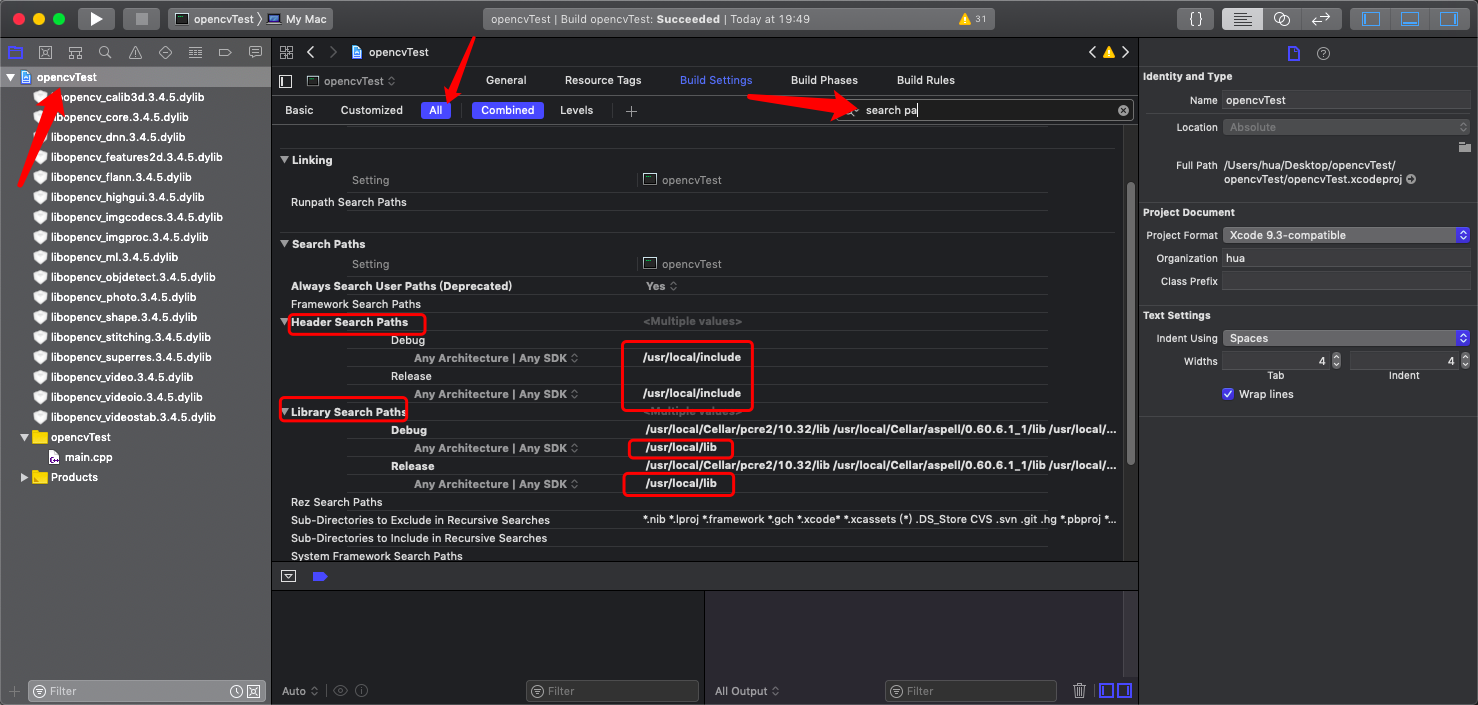 opencvTest 〉 My Mac
opencvTest | Build opencvTest: Succeeded | Today at 19:49
31
{}
opencvTest
libopencv_calib3d.3.4.5.dylib
libopencv_core.3.4.5.dylib
libopencv_dnn.3.4.5.dylib
libopencv_features2d.3.4.5.dylib
libopencv_flann.3.4.5.dylib
libopencv_highgui.3.4.5.dylib
libopencv_imgcodecs.3.4.5.dylib
libopencv_imgproc.3.4.5.dylib
libopencv_ml.3.4.5.dylib
libopencv_objdetect.3.4.5.dylib
libopencv_photo.3.4.5.dylib
libopencv_shape.3.4.5.dylib
libopencv_stitching.3.4.5.dylib
libopencv_superres.3.4.5.dylib
libopencv_video.3.4.5.dylib
libopencv_videoio.3.4.5.dylib
libopencv_videostab.3.4.5.dylib
opencvTest
main.cpp
Products
Filter
opencvTest
opencvTest
General
Resource Tags
Build Settings
Build Phases
Build Rules
Basic
Customized
All
Combined
Levels
search pa
Linking
Setting
opencvTest
Runpath Search Paths
Search Paths
Setting
opencvTest
Always Search User Paths (Deprecated)
Yes
Framework Search Paths
Header Search Paths
<Multiple values>
Debug
Any Architecture | Any SDK
/usr/local/include
Release
Any Architecture | Any SDK
/usr/local/include
Library Search Paths
<Multiple values>
Debug
/usr/local/Cellar/pcre2/10.32/lib /usr/local/Cellar/aspell/0.60.6.1_1/lib /usr/local/...
Any Architecture | Any SDK
/usr/local/lib
Release
/usr/local/Cellar/pcre2/10.32/lib /usr/local/Cellar/aspell/0.60.6.1_1/lib /usr/local/...
Any Architecture | Any SDK
/usr/local/lib
Rez Search Paths
Sub-Directories to Exclude in Recursive Searches
*.nib *.lproj *.framework *.gch *.xcode* *.xcassets (*) .DS_Store CVS .svn .git .hg *.pbproj *...
Sub-Directories to Include in Recursive Searches
System Framework Search Paths
Auto
Filter
All Output
Filter
Identity and Type
Name
opencvTest
Location
Absolute
Full Path
/Users/hua/Desktop/opencvTest/
opencvTest/opencvTest.xcodeproj
Project Document
Project Format
Xcode 9.3-compatible
Organization
hua
Class Prefix
Text Settings
Indent Using
Spaces
Widths
4
4
Tab
Indent
Wrap lines